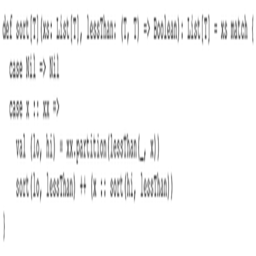 def sort[T](xs: List[T], lessThan: (T, T) => Boolean): List[T] = xs match {
case Nil => Nil
case x :: xx =>
val (lo, hi) = xx.partition(lessThan(_, x))
sort(lo, lessThan) ++ (x :: sort(hi, lessThan))
}